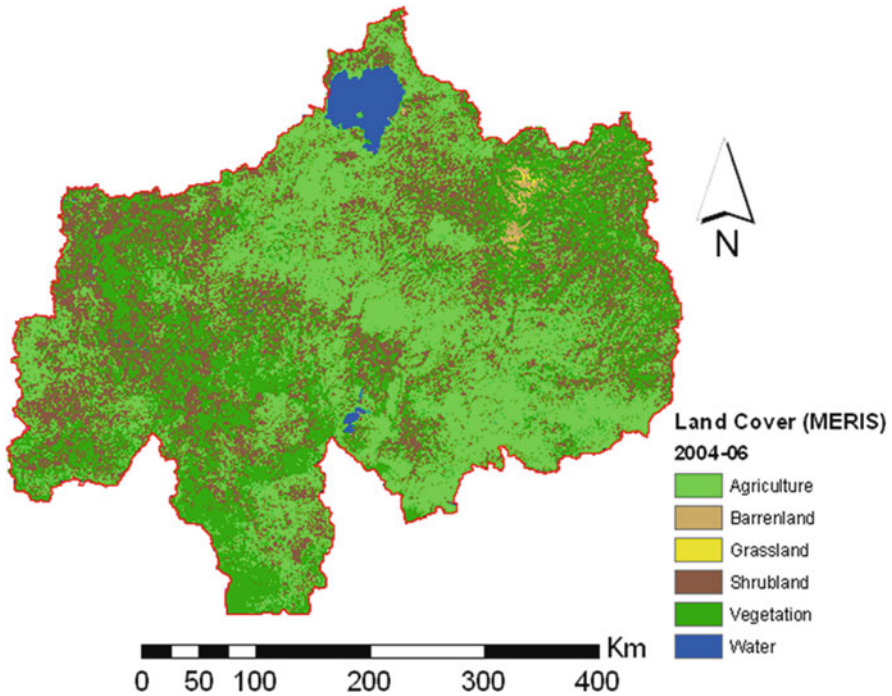 N
Land Cover (MERIS)
2004-06
Agriculture
Barrenland
Grassland
Shrubland
Vegetation
Water
Km
0 50 100 200 300 400